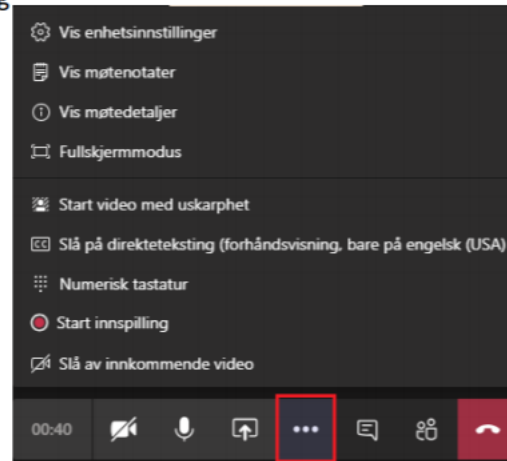 g
Vis enhetsinnstillinger
Vis møtenotater
Vis møtedetaljer
Fullskjermmodus
Start video med uskarphet
CC Slå på direkteteksting (forhåndsvisning, bare på engelsk (USA)
Numerisk tastatur
Start innspilling
Slå av innkommende video
00:40